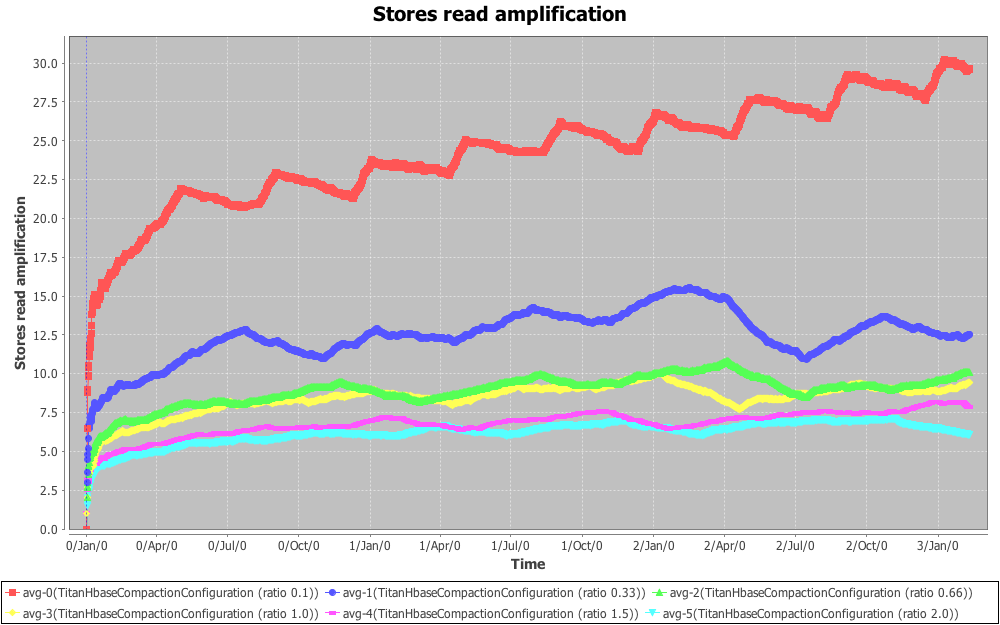 Stores read amplification
30.0
27.5
25.0
22.5
20.0
17.5
15.0
12.5
10.0
7.5
5.0
2.5
0.0
Stores read amplification
0/Jan/0 0/Apr/0 0/Jul/0 0/Oct/0 1/Jan/0 1/Apr/0 1/Jul/0 1/Oct/0 2/Jan/0 2/Apr/0 2/Jul/0 2/Oct/0 3/Jan/0
Time
avg-0(TitanHbaseCompactionConfiguration (ratio 0.1)) avg-1(TitanHbaseCompactionConfiguration (ratio 0.33)) avg-2(TitanHbaseCompactionConfiguration (ratio 0.66))
avg-3(TitanHbaseCompactionConfiguration (ratio 1.0)) avg-4(TitanHbaseCompactionConfiguration (ratio 1.5)) avg-5(TitanHbaseCompactionConfiguration (ratio 2.0))